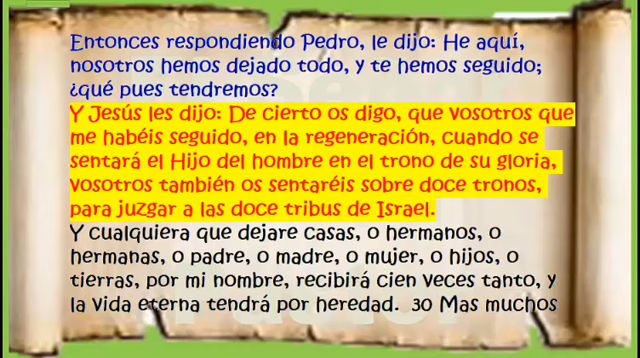 Entonces respondiendo Pedro, le dijo: He aquí,
nosotros hemos dejado todo, y te hemos seguido;
¿qué pues tendremos?
Y Jesús les dijo: De cierto os digo, que vosotros que
me habéis seguido, en la regeneración, cuando se
sentará el Hijo del hombre en el trono de su gloria,
vosotros también os sentaréis sobre doce tronos,
para juzgar a las doce tribus de Israel.
Y cualquiera que dejare casas, o hermanos, o
hermanas, o padre, o madre, o mujer, o hijos, o
tierras, por mi nombre, recibirá cien veces tanto, y
la vida eterna tendrá por heredad.  30 Mas muchos